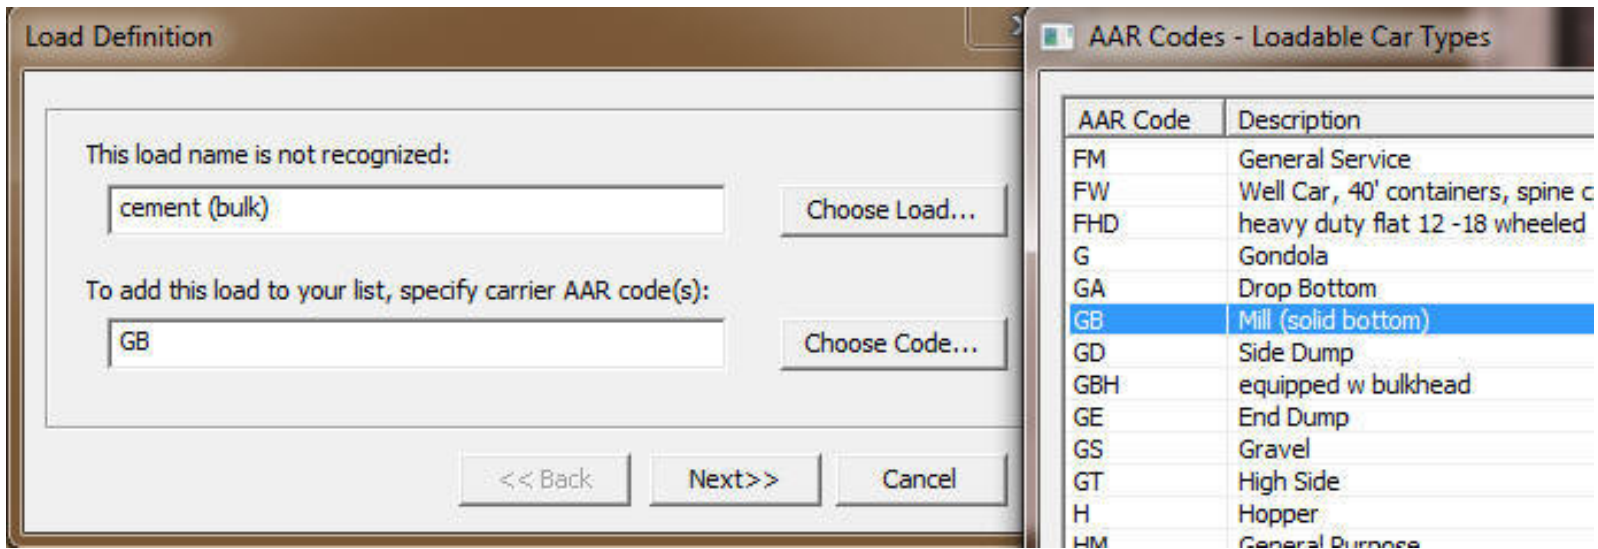 Load Definition
This load name is not recognized:
cement (bulk)
Choose Load...
To add this load to your list, specify carrier AAR code(s):
GB
Choose Code...
<< Back
Next>>
Cancel
AAR Codes - Loadable Car Types
AAR Code Description
FM General Service
FW Well Car, 40' containers, spine c
FHD heavy duty flat 12 -18 wheeled
G Gondola
GA Drop Bottom
GB Mill (solid bottom)
GD Side Dump
GBH equipped w bulkhead
GE End Dump
GS Gravel
GT High Side
H Hopper
HM General Purpose